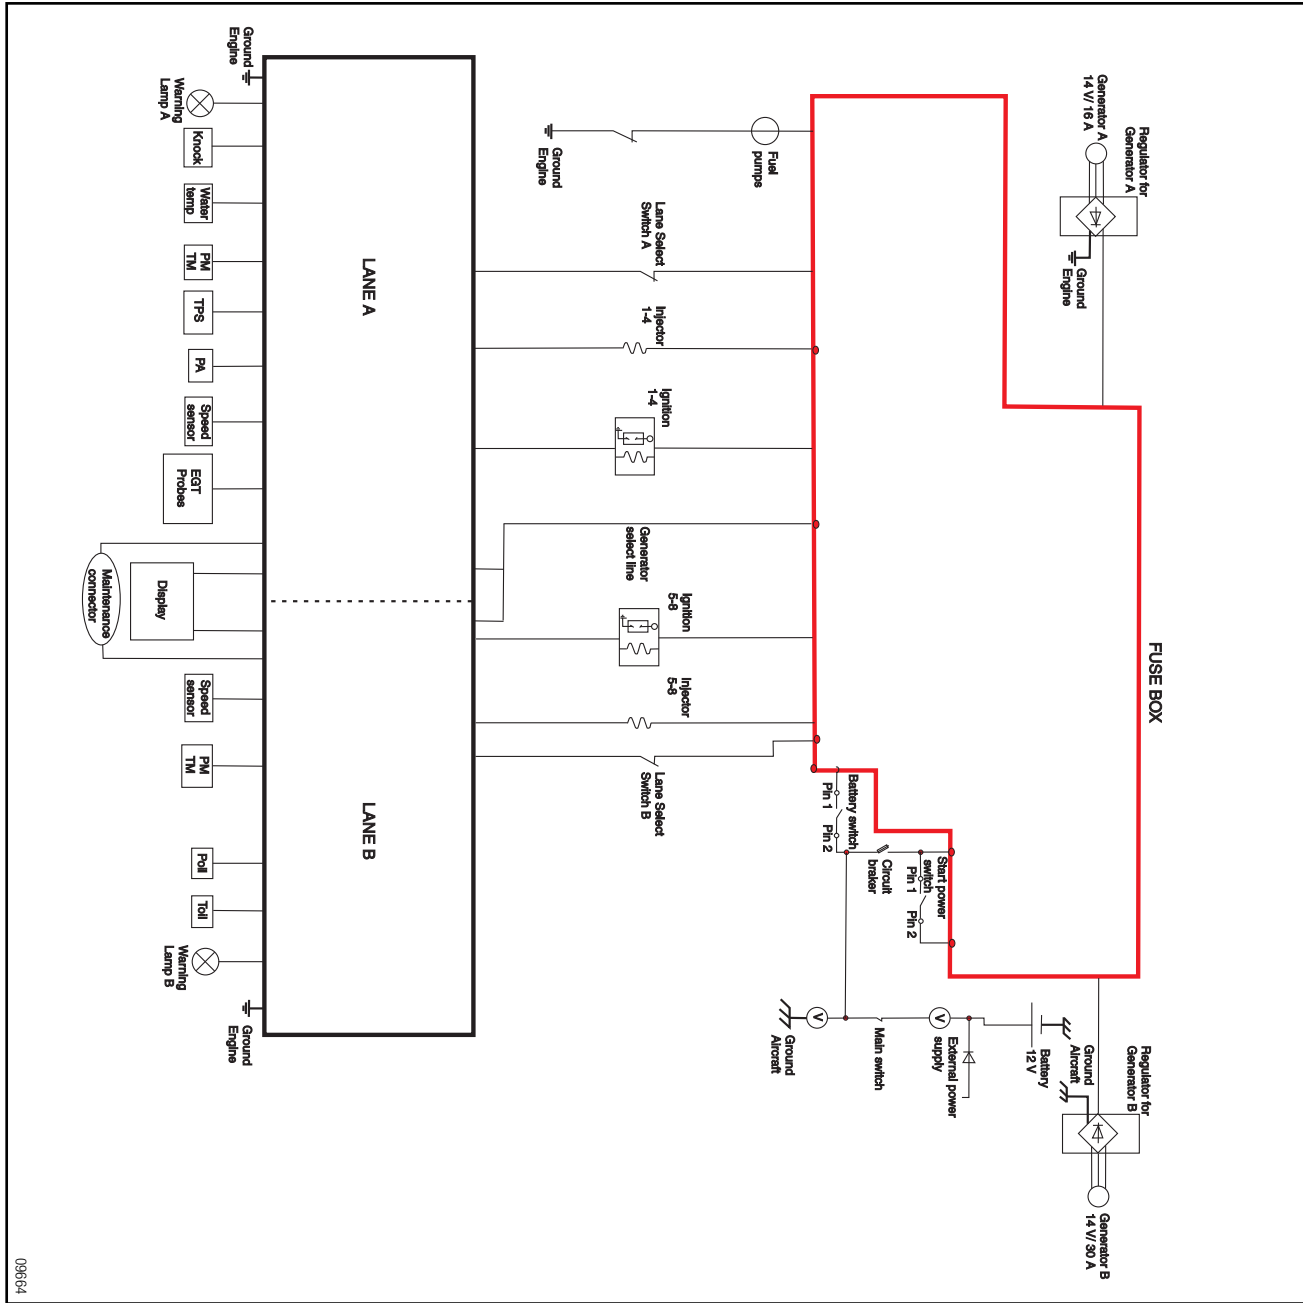 Regulator for
Generator A
Generator A
14 V/ 16 A
Ground
Engine
FUSE BOX
Regulator for
Generator B
Generator B
14 V/ 30 A
Ground
Aircraft
Battery
12 V
External power
supply
Main switch
Ground
Aircraft
Start power
switch
Pin 1
Pin 2
Circuit
braker
Battery switch
Pin 1
Pin 2
Fuel
pumps
Ground
Engine
Lane Select
Switch A
Injector
1-4
Ignition
1-4
Generator
select line
Ignition
5-8
Injector
5-8
Lane Select
Switch B
LANE A
LANE B
Ground
Engine
Warning
Lamp A
Knock
Water
temp
PM
TM
TPS
PA
Speed
sensor
EGT
Probes
Display
Maintenance
connector
Speed
sensor
PM
TM
Poil
Toil
Warning
Lamp B
Ground
Engine
V
V
09664